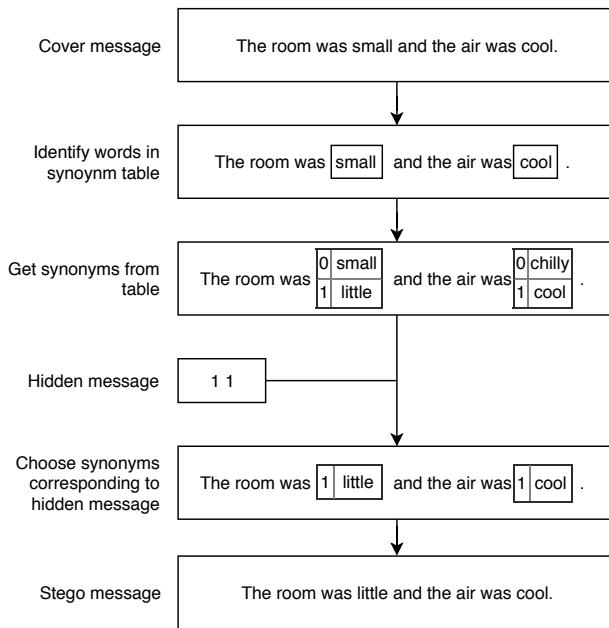 Cover message
The room was small and the air was cool.
Identify words in
synoynm table
The room was small and the air was cool .
Get synonyms from
table
0 small 0 chilly
The room was and the air was .
1 little 1 cool
Hidden message
1 1
Choose synonyms
corresponding to
hidden message
The room was 1 little and the air was 1 cool .
Stego message
The room was little and the air was cool.